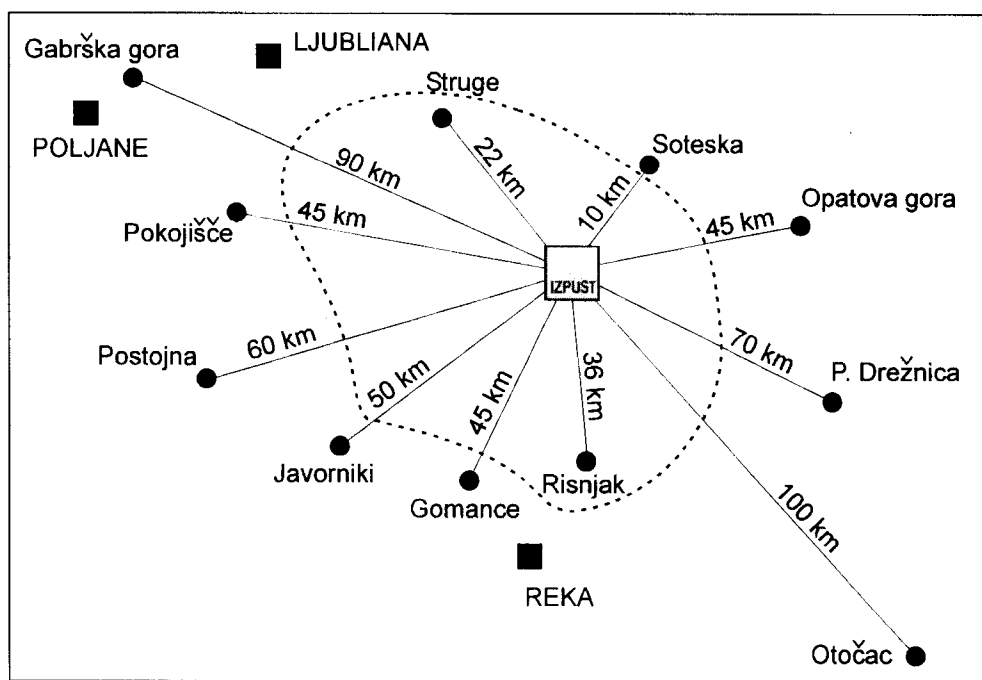 LJUBLIANA
Gabrška gora
Struge
POLJANE
Soteska
90 km
22 km
10 km
Opatova gora
45 km
45 km
Pokojišče
IZPUST
60 km
70 km
Postojna
50 km
36 km
P. Drežnica
45 km
Javorniki
Risnjak
Gomance
100 km
REKA
Otočac